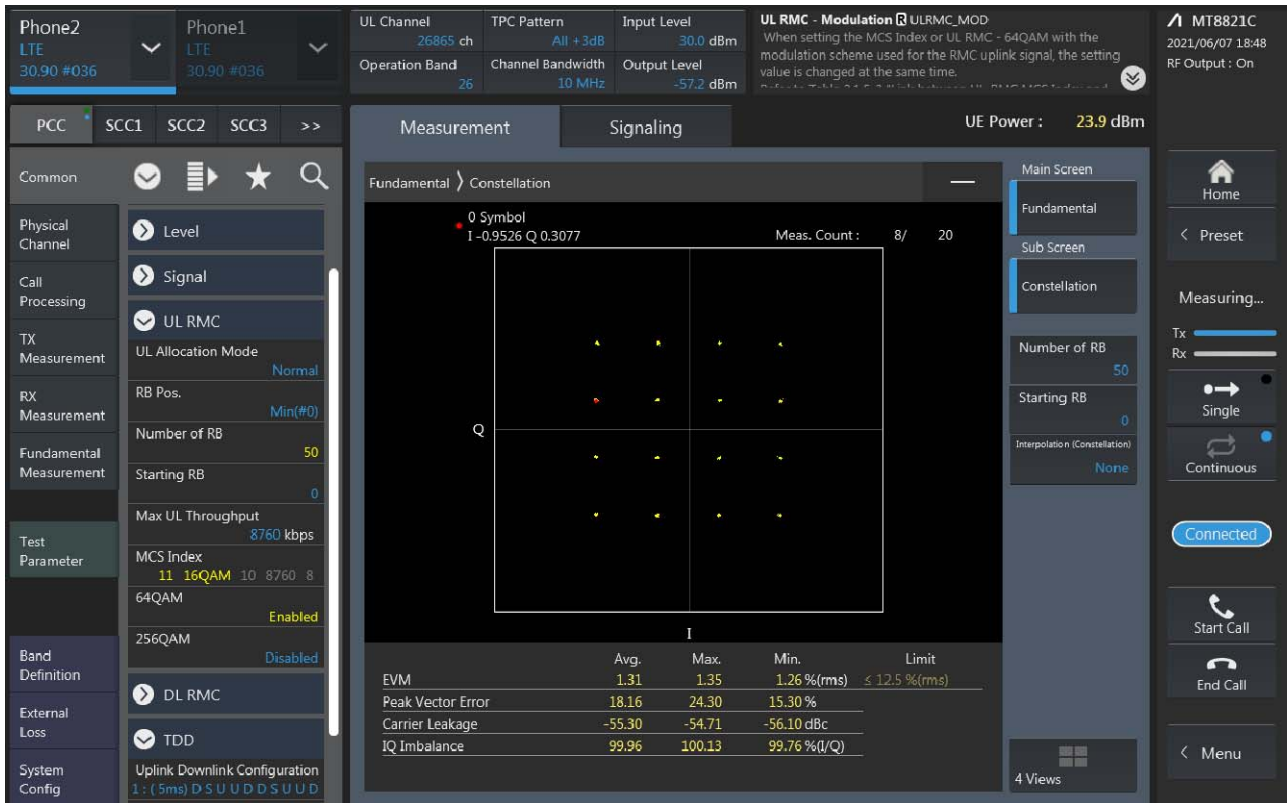 Phone2
LTE
30.90 #036
Phone1
LTE
30.90 #036
UL Channel
26865 ch
TPC Pattern
All +3dB
Input Level
30.0 dBm
Operation Band
26
Channel Bandwidth
10 MHz
Output Level
-57.2 dBm
UL RMC - Modulation R ULRMC_MOD
When setting the MCS Index or UL RMC - 64QAM with the
modulation scheme used for the RMC uplink signal, the setting
value is changed at the same time.
MT8821C
2021/06/07 18:48
RF Output : On
PCC
SCC1
SCC2
SCC3
>>
Measurement
Signaling
UE Power : 23.9 dBm
Common
Physical
Channel
Call
Processing
TX
Measurement
RX
Measurement
Fundamental
Measurement
Test
Parameter
Band
Definition
External
Loss
System
Config
Level
Signal
UL RMC
UL Allocation Mode
Normal
RB Pos.
Min(#0)
Number of RB
50
Starting RB
0
Max UL Throughput
8760 kbps
MCS Index
11 16QAM 10 8760 8
64QAM
Enabled
256QAM
Disabled
DL RMC
TDD
Uplink Downlink Configuration
1 : ( 5ms) D S U U D D S U U D
Fundamental > Constellation
0 Symbol
I -0.9526 Q 0.3077
Meas. Count : 8/ 20
Q
I
Avg. Max. Min. Limit
EVM 1.31 1.35 1.26 %(rms) ≤ 12.5 %(rms)
Peak Vector Error 18.16 24.30 15.30 %
Carrier Leakage -55.30 -54.71 -56.10 dBc
IQ Imbalance 99.96 100.13 99.76 %(I/Q)
Main Screen
Fundamental
Sub Screen
Constellation
Number of RB
50
Starting RB
0
Interpolation (Constellation)
None
4 Views
Home
< Preset
Measuring...
Tx
Rx
Single
Continuous
Connected
Start Call
End Call
< Menu